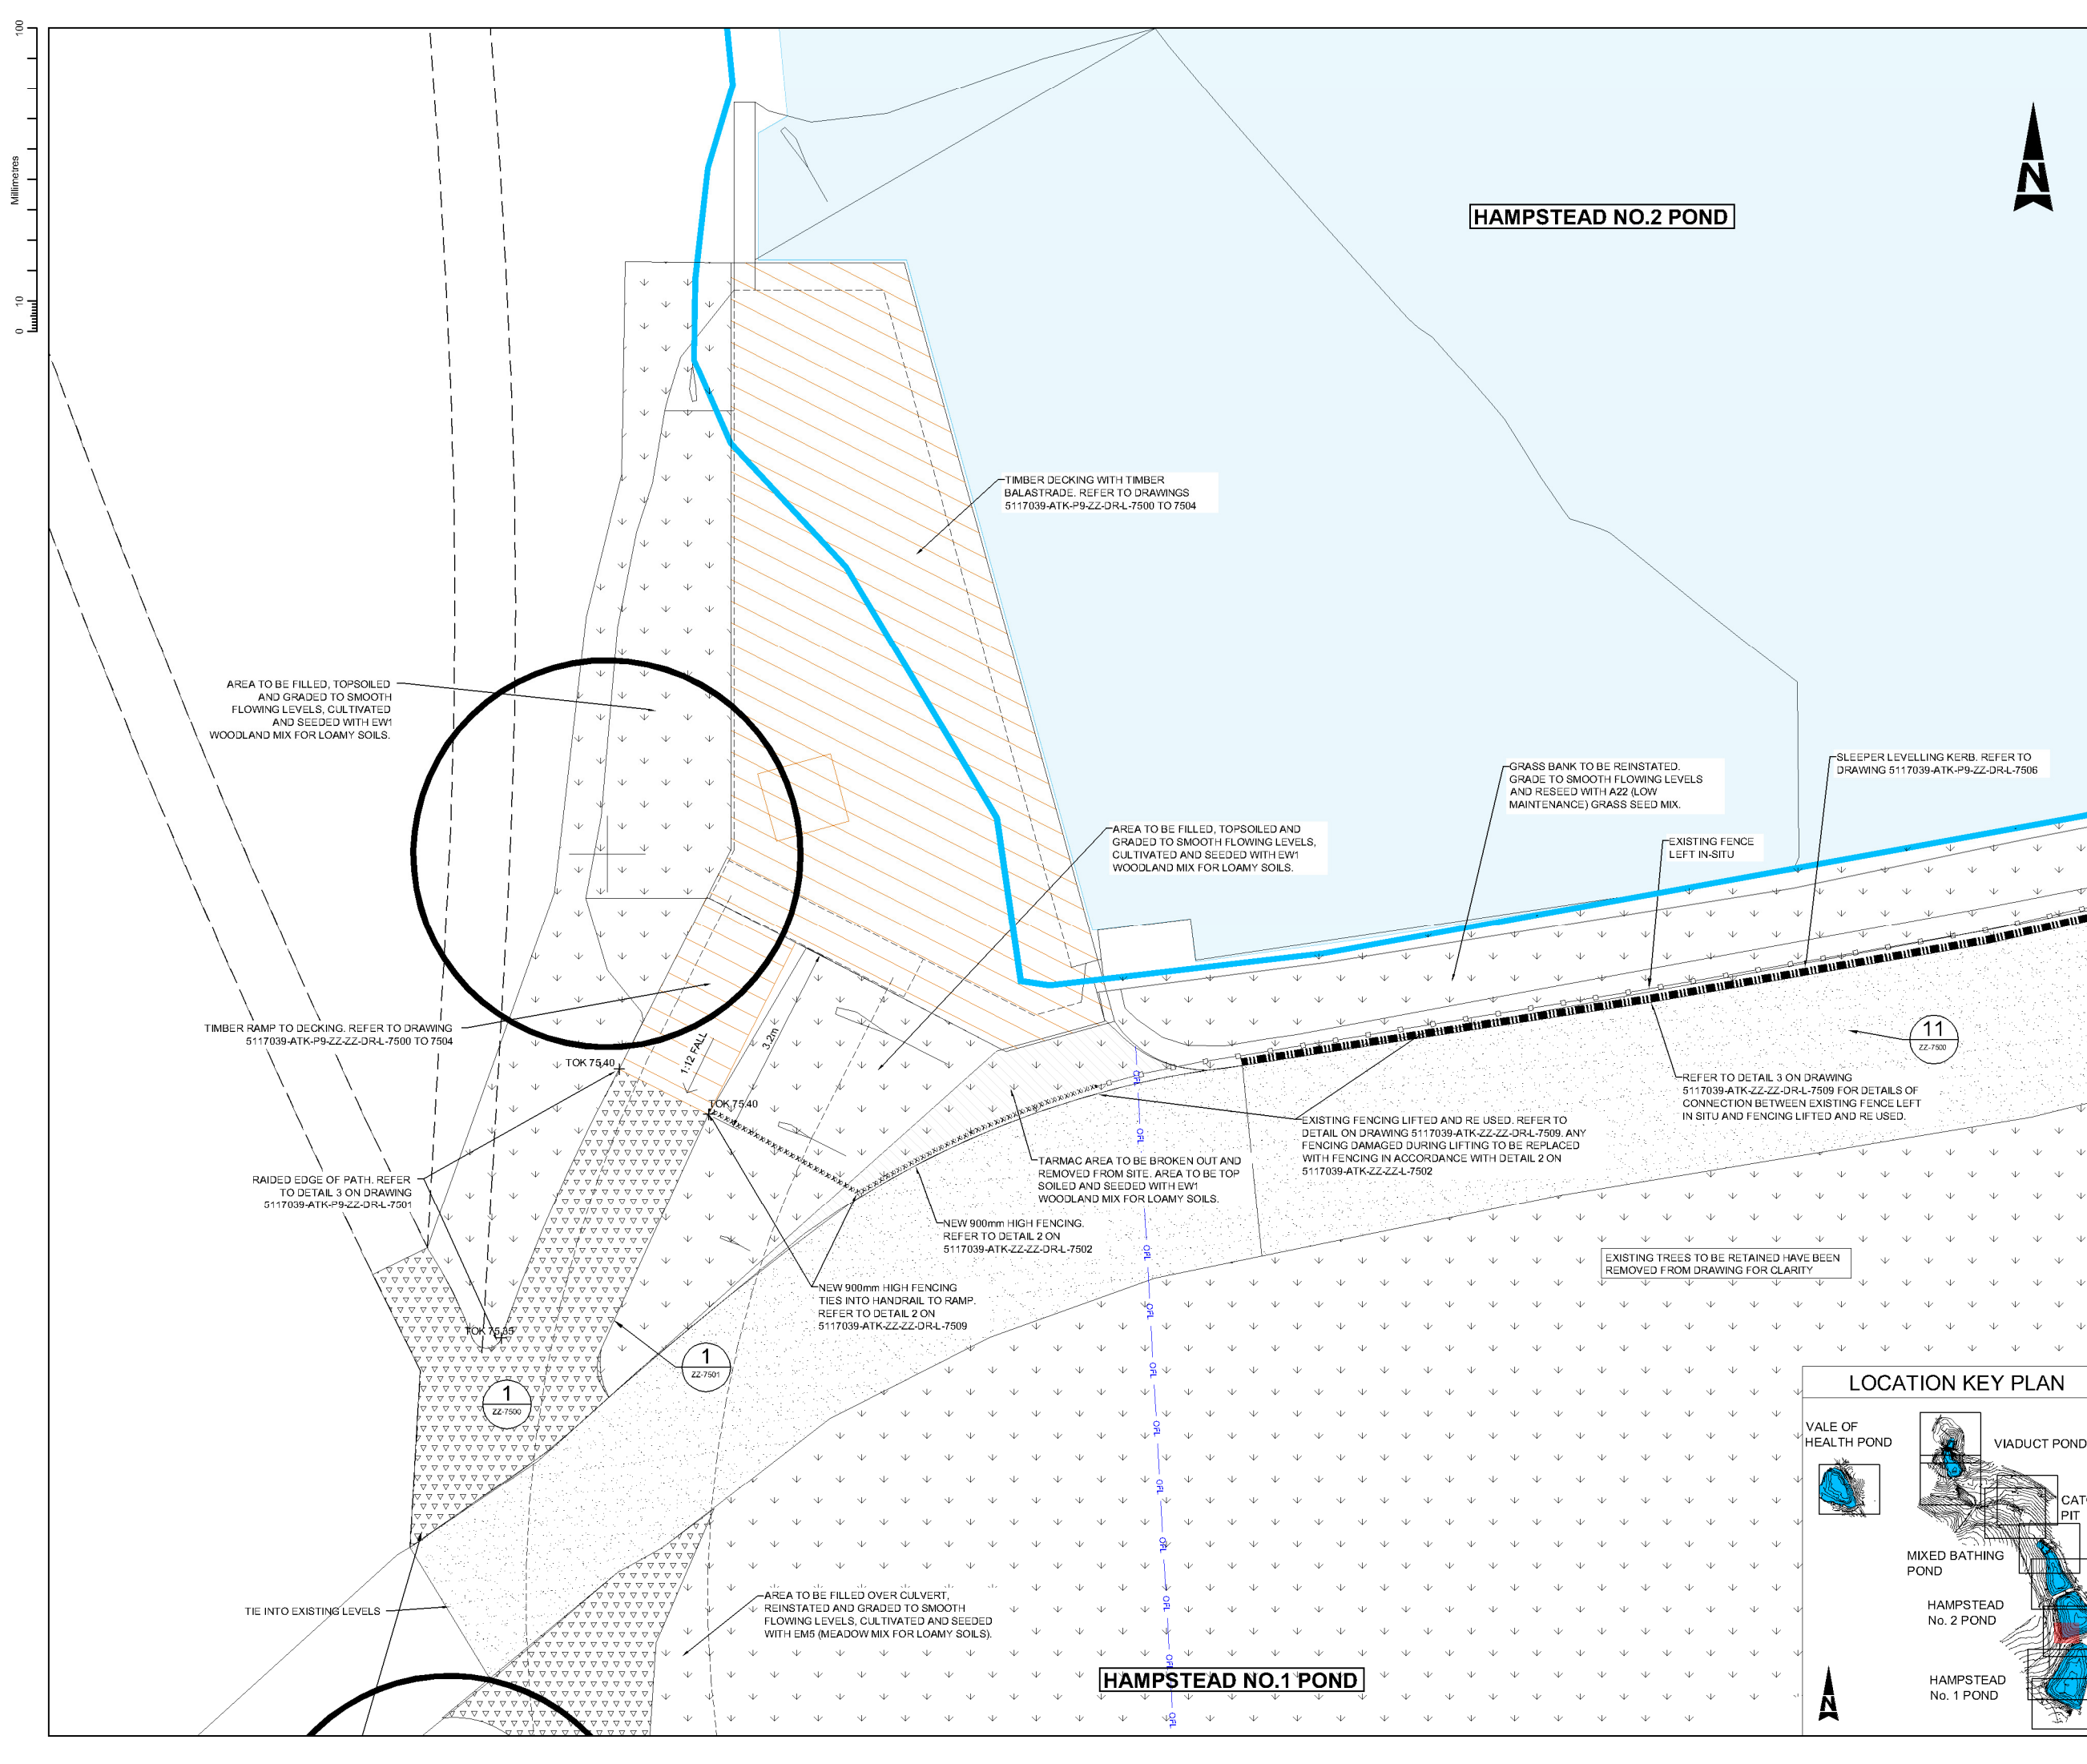 100
Millimetres
10
0
HAMPSTEAD NO.2 POND
N
TIMBER DECKING WITH TIMBER
BALASTRADE. REFER TO DRAWINGS
5117039-ATK-P9-ZZ-DR-L-7500 TO 7504
AREA TO BE FILLED, TOPSOILED
AND GRADED TO SMOOTH
FLOWING LEVELS, CULTIVATED
AND SEEDED WITH EW1
WOODLAND MIX FOR LOAMY SOILS.
GRASS BANK TO BE REINSTATED.
GRADE TO SMOOTH FLOWING LEVELS
AND RESEED WITH A22 (LOW
MAINTENANCE) GRASS SEED MIX.
SLEEPER LEVELLING KERB. REFER TO
DRAWING 5117039-ATK-P9-ZZ-DR-L-7506
AREA TO BE FILLED, TOPSOILED AND
GRADED TO SMOOTH FLOWING LEVELS,
CULTIVATED AND SEEDED WITH EW1
WOODLAND MIX FOR LOAMY SOILS.
EXISTING FENCE
LEFT IN-SITU
TIMBER RAMP TO DECKING. REFER TO DRAWING
5117039-ATK-P9-ZZ-ZZ-DR-L-7500 TO 7504
TOK 75.40
1:12 FALL
3.2m
TOK 75.40
11
ZZ-7500
REFER TO DETAIL 3 ON DRAWING
5117039-ATK-ZZ-ZZ-DR-L-7509 FOR DETAILS OF
CONNECTION BETWEEN EXISTING FENCE LEFT
IN SITU AND FENCING LIFTED AND RE USED.
EXISTING FENCING LIFTED AND RE USED. REFER TO
DETAIL ON DRAWING 5117039-ATK-ZZ-ZZ-DR-L-7509. ANY
FENCING DAMAGED DURING LIFTING TO BE REPLACED
WITH FENCING IN ACCORDANCE WITH DETAIL 2 ON
5117039-ATK-ZZ-ZZ-L-7502
TARMAC AREA TO BE BROKEN OUT AND
REMOVED FROM SITE. AREA TO BE TOP
SOILED AND SEEDED WITH EW1
WOODLAND MIX FOR LOAMY SOILS.
RAIDED EDGE OF PATH. REFER
TO DETAIL 3 ON DRAWING
5117039-ATK-P9-ZZ-DR-L-7501
NEW 900mm HIGH FENCING.
REFER TO DETAIL 2 ON
5117039-ATK-ZZ-ZZ-DR-L-7502
NEW 900mm HIGH FENCING
TIES INTO HANDRAIL TO RAMP.
REFER TO DETAIL 2 ON
5117039-ATK-ZZ-ZZ-DR-L-7509
EXISTING TREES TO BE RETAINED HAVE BEEN
REMOVED FROM DRAWING FOR CLARITY
TOK 75.35
1
ZZ-7501
1
ZZ-7500
OFL
OFL
OFL
OFL
OFL
OFL
OFL
OFL
OFL
OFL
OFL
OFL
TIE INTO EXISTING LEVELS
AREA TO BE FILLED OVER CULVERT,
REINSTATED AND GRADED TO SMOOTH
FLOWING LEVELS, CULTIVATED AND SEEDED
WITH EM5 (MEADOW MIX FOR LOAMY SOILS).
HAMPSTEAD NO.1 POND
LOCATION KEY PLAN
VALE OF
HEALTH POND
VIADUCT POND
PIT
MIXED BATHING
POND
HAMPSTEAD
No. 2 POND
HAMPSTEAD
No. 1 POND
N